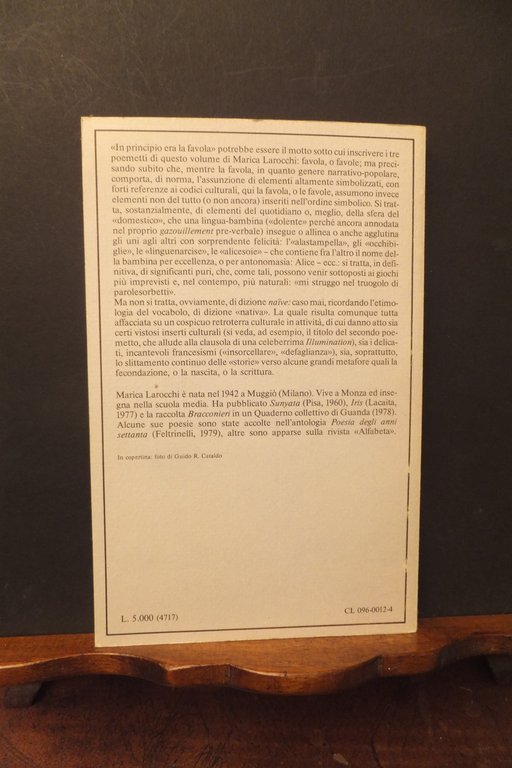 «In principio era la favola» potrebbe essere il motto sotto cui inscrivere i tre
poemetti di questo volume di Marica Larocchi: favola, o favole; ma preci-
sando subito che, mentre la favola, in quanto genere narrativo-popolare,
comporta, di norma, l'assunzione di elementi altamente simbolizzati, con
forti referenze ai codici culturali, qui la favola, o le favole, assumono invece
elementi non del tutto (o non ancora) inseriti nell'ordine simbolico. Si trat-
ta, sostanzialmente, di elementi del quotidiano o, meglio, della sfera del
«domestico», che una lingua-bambina («dolente» perché ancora annodata
nel proprio gazouillement pre-verbale) insegue o allinea o anche agglutina
gli uni agli altri con sorprendente felicità: l'«alastampella», gli «occhibi-
glie», le «linguenarcise», le «alicesoie» – che contiene fra l'altro il nome del-
la bambina per eccellenza, o per antonomasia: Alice – ecc.: si tratta, in defi-
nitiva, di significanti puri, che, come tali, possono venir sottoposti ai giochi
più imprevisti e, nel contempo, più naturali: «mi struggo nel truogolo di
parolesorbetti».
Ma non si tratta, ovviamente, di dizione naïve: caso mai, ricordando l'etimo-
logia del vocabolo, di dizione «nativa». La quale risulta comunque tutta
affacciata su un cospicuo retroterra culturale in attività, di cui danno atto sia
certi vistosi inserti culturali (si veda, ad esempio, il titolo del secondo poe-
metto, che allude alla clausola di una celeberrima Illumination), sia i delica-
ti, incantevoli francesismi («insorcellare», «defaglianza»), sia, soprattutto,
lo slittamento continuo delle «storie» verso alcune grandi metafore quali la
fecondazione, o la nascita, o la scrittura.
Marica Larocchi è nata nel 1942 a Muggiò (Milano). Vive a Monza ed inse-
gna nella scuola media. Ha pubblicato Sunyata (Pisa, 1960), Iris (Lacaita,
1977) e la raccolta Bracconieri in un Quaderno collettivo di Guanda (1978).
Alcune sue poesie sono state accolte nell'antologia Poesia degli anni
settanta (Feltrinelli, 1979), altre sono apparse sulla rivista «Alfabeta».
In copertina: foto di Guido R. Cataldo
L. 5.000 (4717)
CL 096-0012-4